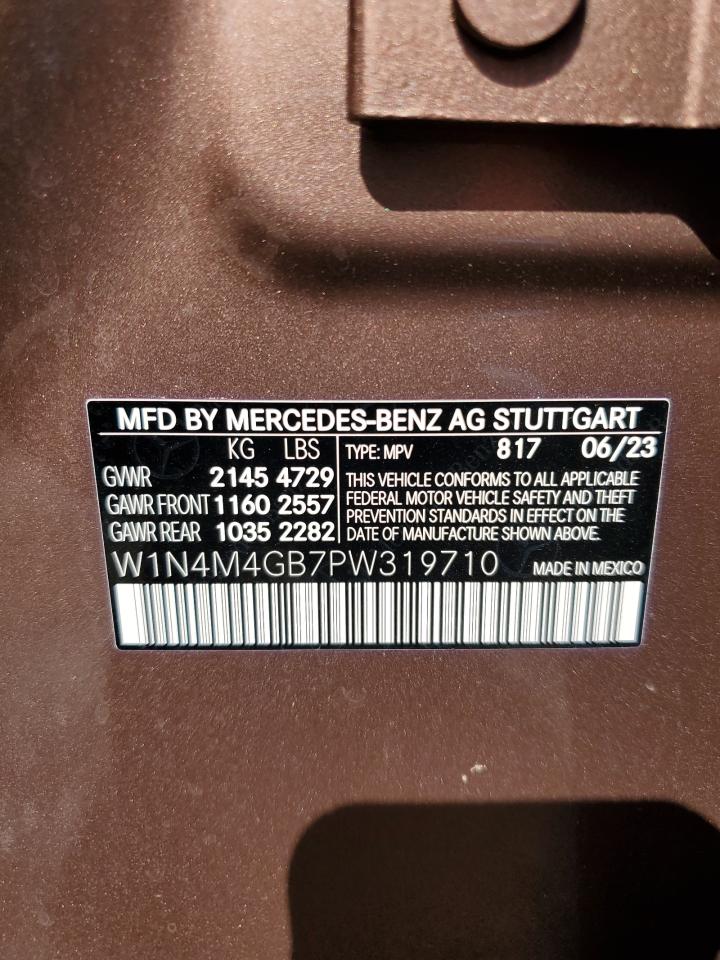 MFD BY MERCEDES-BENZ AG STUTTGART
KG LBS
GVWR 2145 4729
GAWR FRONT 1160 2557
GAWR REAR 1035 2282
TYPE: MPV 817 06/23
THIS VEHICLE CONFORMS TO ALL APPLICABLE
FEDERAL MOTOR VEHICLE SAFETY AND THEFT
PREVENTION STANDARDS IN EFFECT ON THE
DATE OF MANUFACTURE SHOWN ABOVE.
W1N4M4GB7PW319710 MADE IN MEXICO